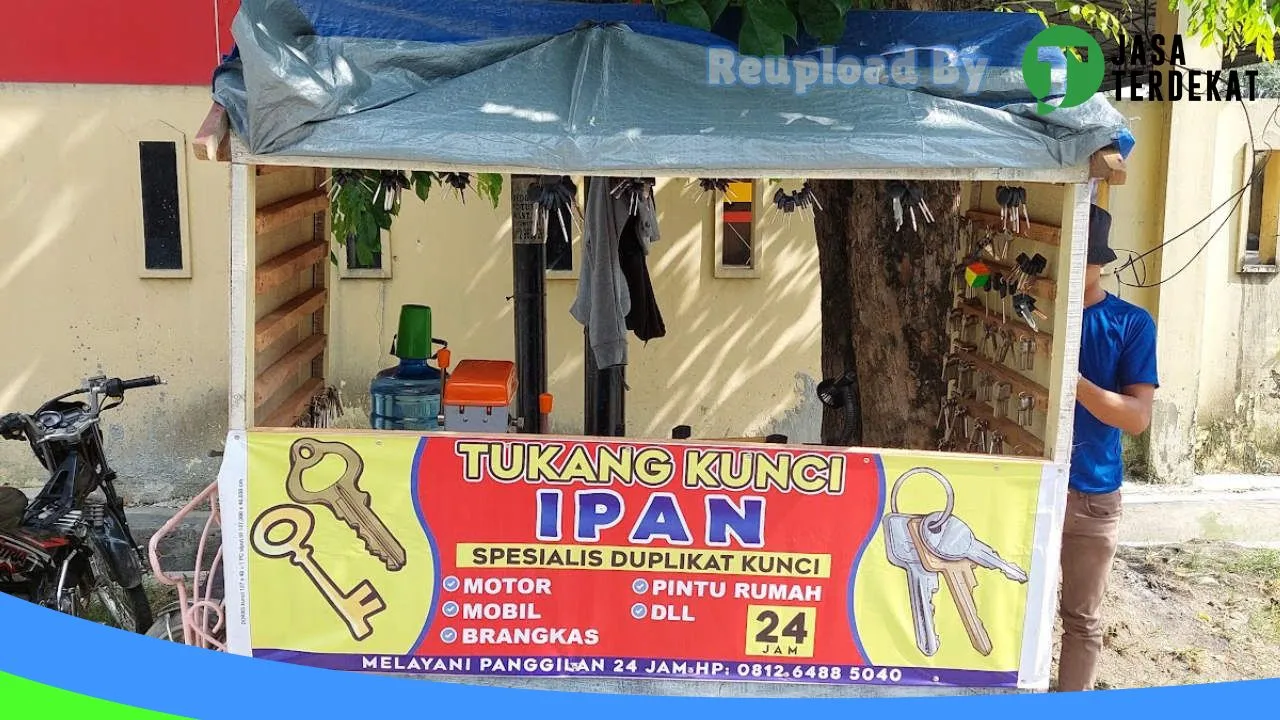 Reupload By
JASA
TERDEKAT
TUKANG KUNCI
IPAN
SPESIALIS DUPLIKAT KUNCI
MOTOR
MOBIL
BRANGKAS
PINTU RUMAH
DLL
24
JAM
MELAYANI PANGGILAN 24 JAM HP: 0812 6488 5040